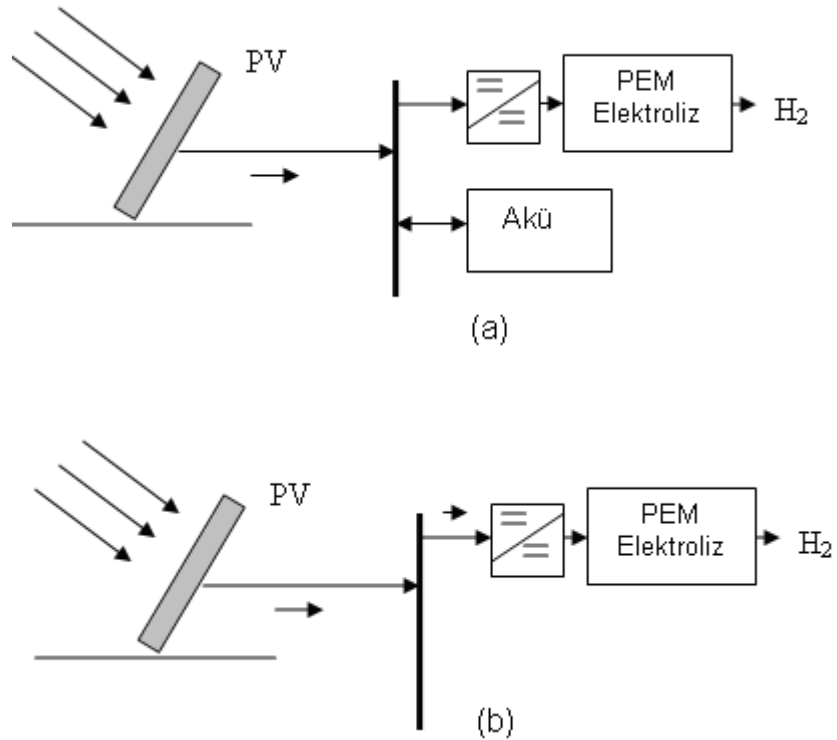 PV
PEM
Elektroliz
H₂
Akü
(a)
PV
PEM
Elektroliz
H₂
(b)